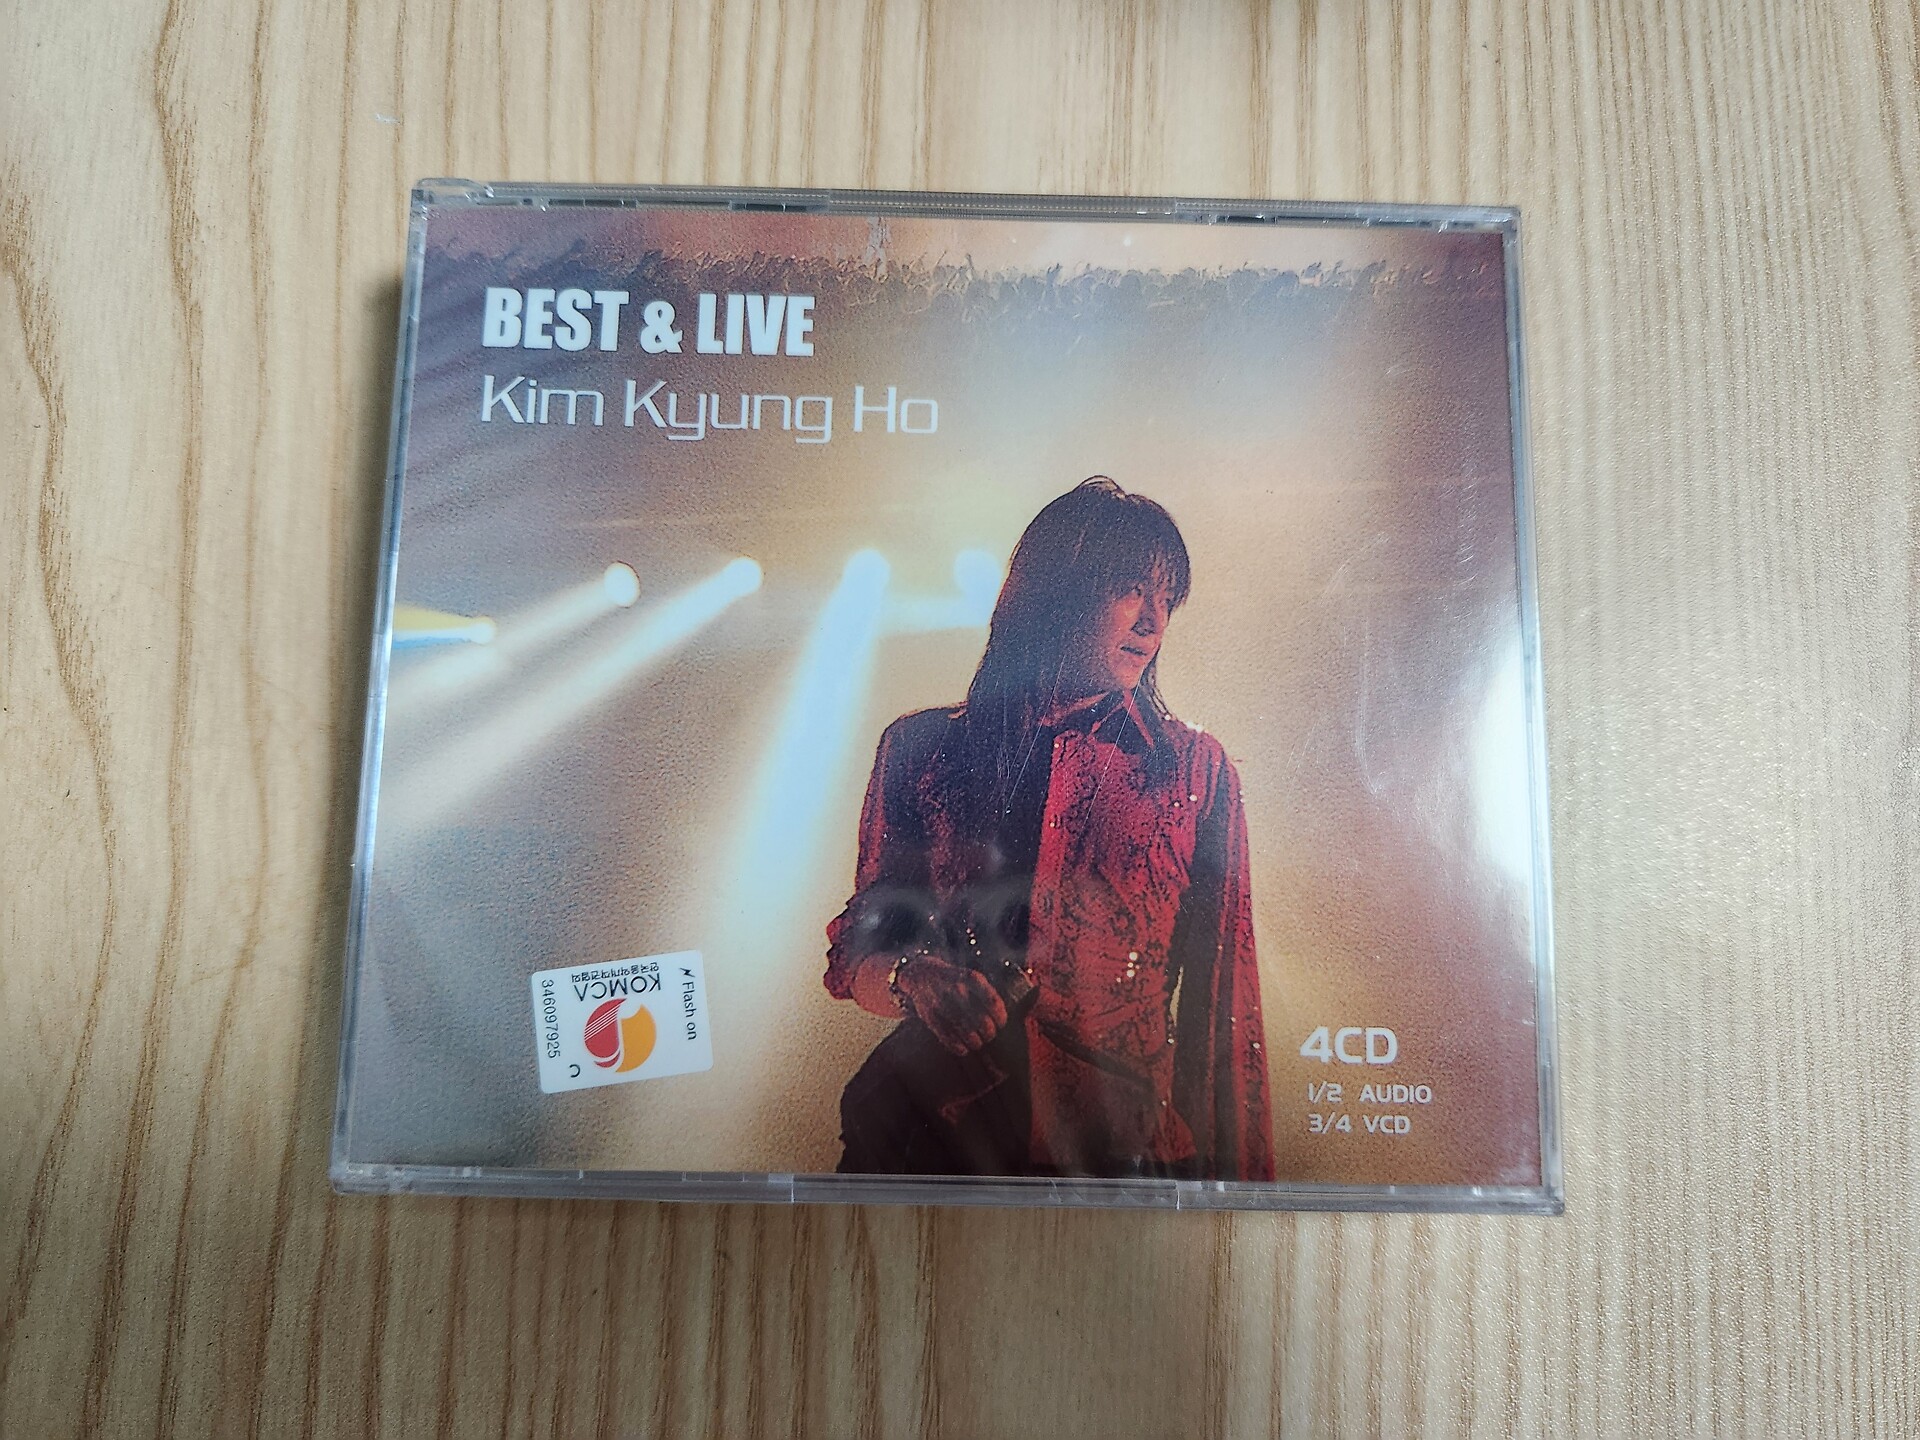 BEST & LIVE
Kim Kyung Ho
Flash on
KOMCA
한국음악저작권협회
346097925
C
4CD
1/2 AUDIO
3/4 VCD